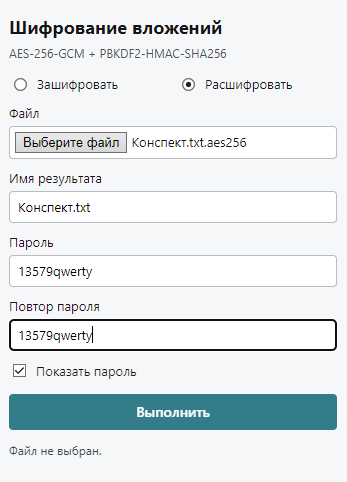 Шифрование вложений
AES-256-GCM + PBKDF2-HMAC-SHA256
Зашифровать Расшифровать
Файл
Выберите файл Конспект.txt.aes256
Имя результата
Конспект.txt
Пароль
13579qwerty
Повтор пароля
13579qwerty
Показать пароль
Выполнить
Файл не выбран.